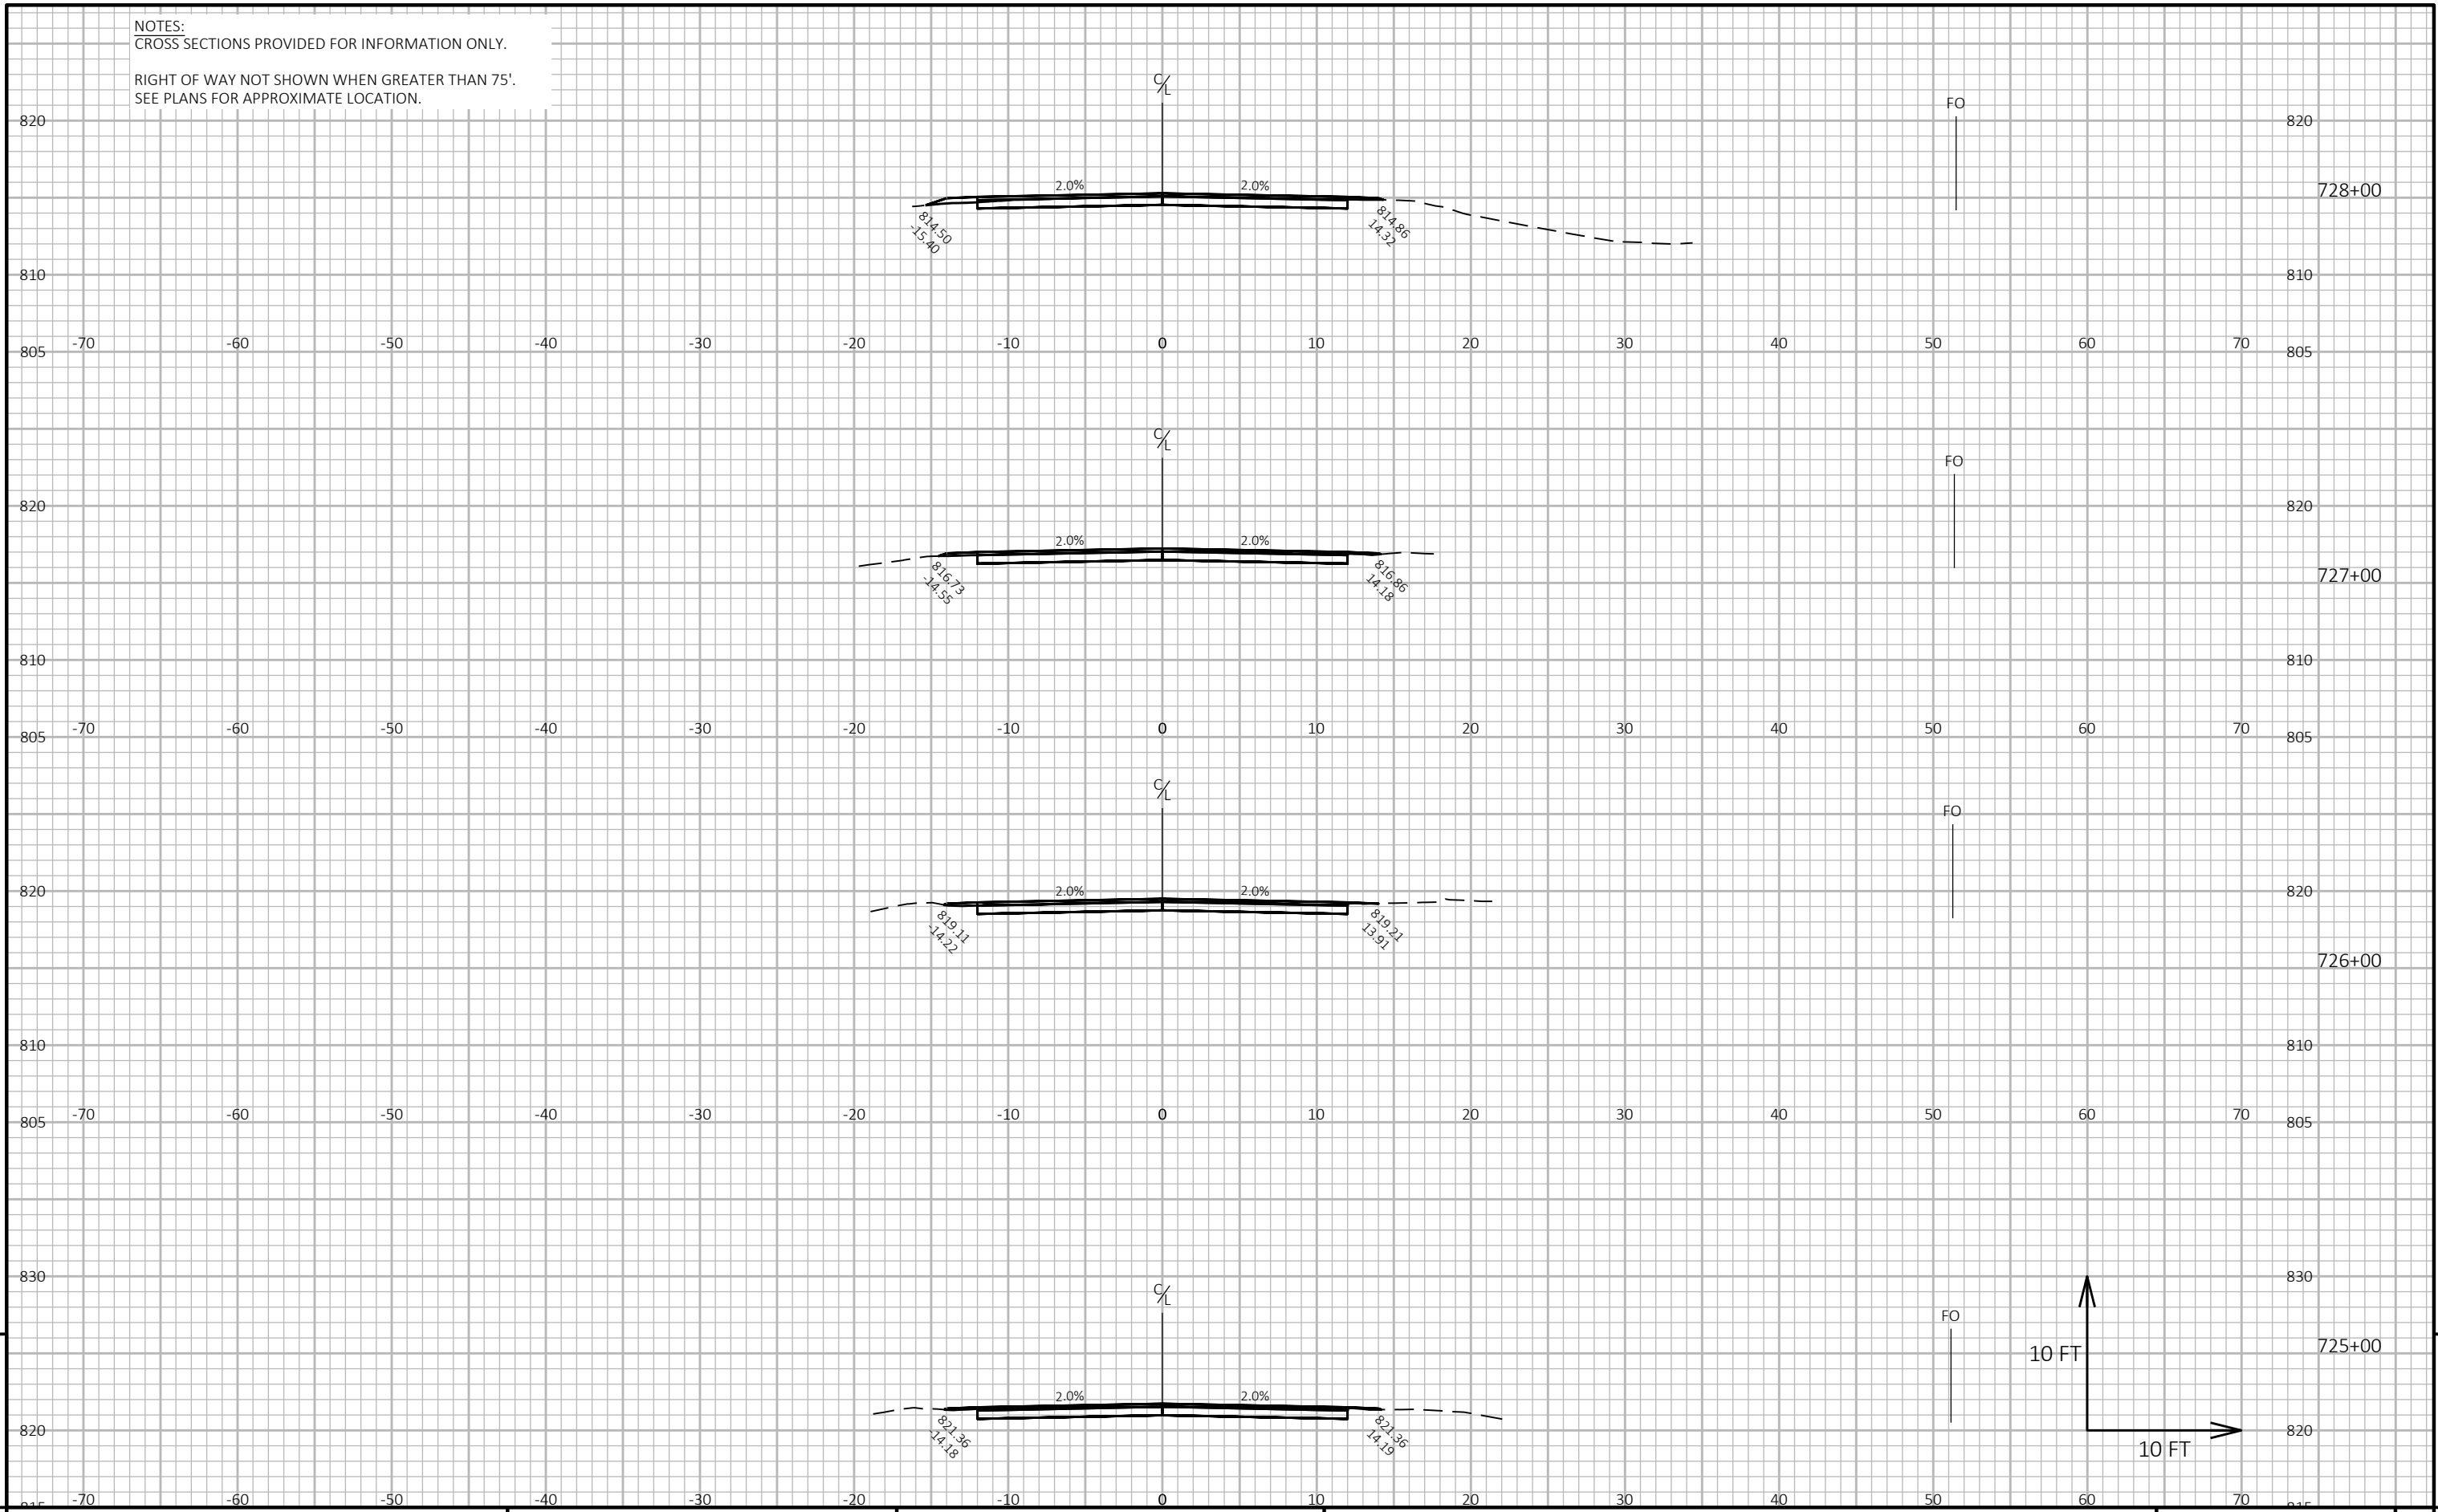 NOTES:
CROSS SECTIONS PROVIDED FOR INFORMATION ONLY.
RIGHT OF WAY NOT SHOWN WHEN GREATER THAN 75'.
SEE PLANS FOR APPROXIMATE LOCATION.
C/L
FO
820 820
2.0% 2.0%
728+00
814.50
-15.40
814.86
14.32
810 810
-70 -60 -50 -40 -30 -20 -10 0 10 20 30 40 50 60 70
805 805
C/L
FO
820 820
2.0% 2.0%
727+00
816.73
-14.55
816.86
14.18
810 810
-70 -60 -50 -40 -30 -20 -10 0 10 20 30 40 50 60 70
805 805
C/L
FO
820 820
2.0% 2.0%
819.11
-14.22
819.21
13.91
726+00
810 810
-70 -60 -50 -40 -30 -20 -10 0 10 20 30 40 50 60 70
805 805
830 830
C/L
FO
725+00
10 FT
2.0% 2.0%
820 820
821.36
-14.18
821.36
14.19
10 FT
-70 -60 -50 -40 -30 -20 -10 0 10 20 30 40 50 60 70